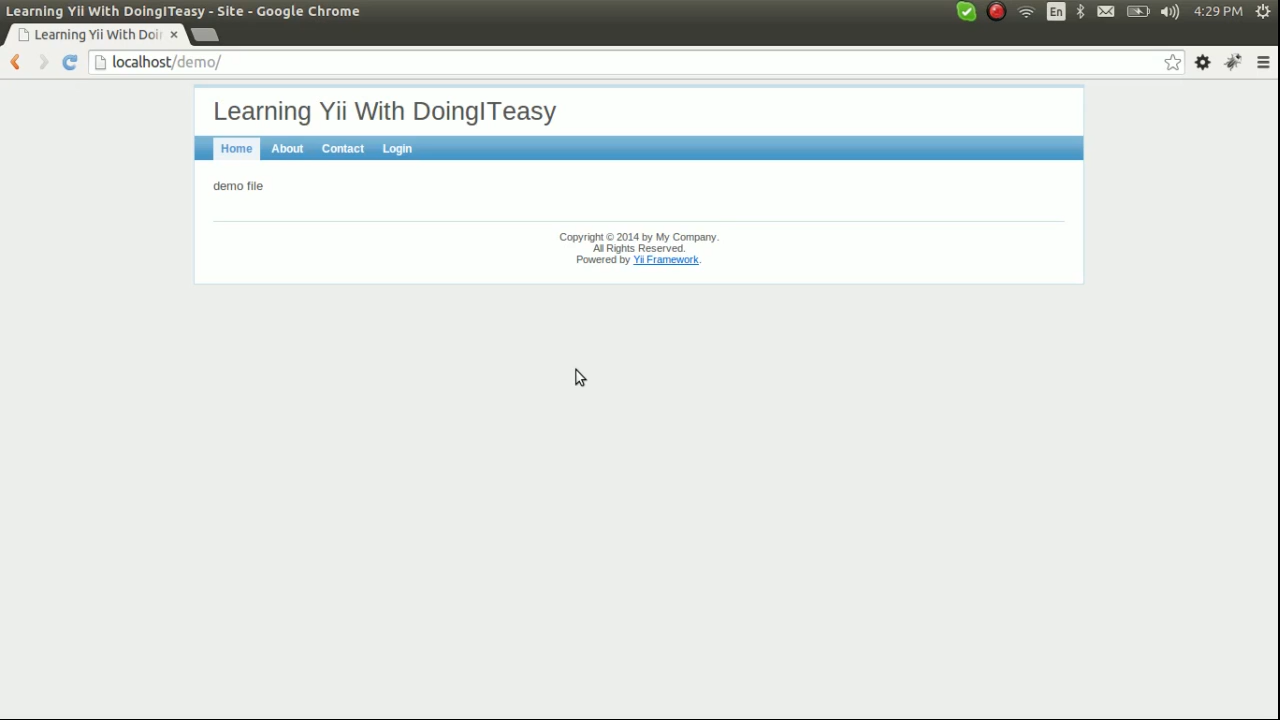 Learning Yii With DoingITeasy - Site - Google Chrome
En
4:29 PM
Learning Yii With Doin
localhost/demo/
Learning Yii With DoingITeasy
Home About Contact Login
demo file
Copyright © 2014 by My Company.
All Rights Reserved.
Powered by Yii Framework.